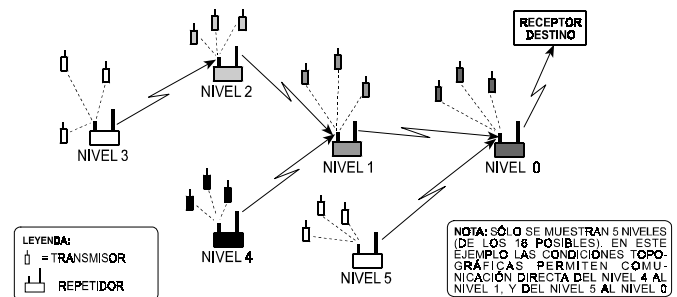 RECEPTOR
DESTINO
NIVEL 2
NIVEL 3
NIVEL 1
NIVEL 0
NIVEL 4
NIVEL 5
LEYENDA:
= TRANSMISOR
REPETIDOR
NOTA: SÓLO SE MUESTRAN 5 NIVELES
(DE LOS 16 POSIBLES). EN ESTE
EJEMPLO LAS CONDICIONES TOPO-
GRÁFICAS PERMITEN COMU-
NICACIÓN DIRECTA DEL NIVEL 4 AL
NIVEL 1, Y DEL NIVEL 5 AL NIVEL 0